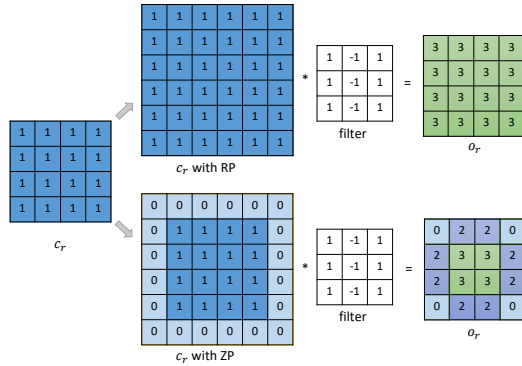 1 1 1 1
1 1 1 1
1 1 1 1
1 1 1 1
c_r
1 1 1 1 1 1
1 1 1 1 1 1
1 1 1 1 1 1
1 1 1 1 1 1
1 1 1 1 1 1
1 1 1 1 1 1
c_r with RP
*
1 -1 1
1 -1 1
1 -1 1
filter
=
3 3 3 3
3 3 3 3
3 3 3 3
3 3 3 3
o_r
0 0 0 0 0 0
0 1 1 1 1 0
0 1 1 1 1 0
0 1 1 1 1 0
0 1 1 1 1 0
0 0 0 0 0 0
c_r with ZP
*
1 -1 1
1 -1 1
1 -1 1
filter
=
0 2 2 0
2 3 3 2
2 3 3 2
0 2 2 0
o_r